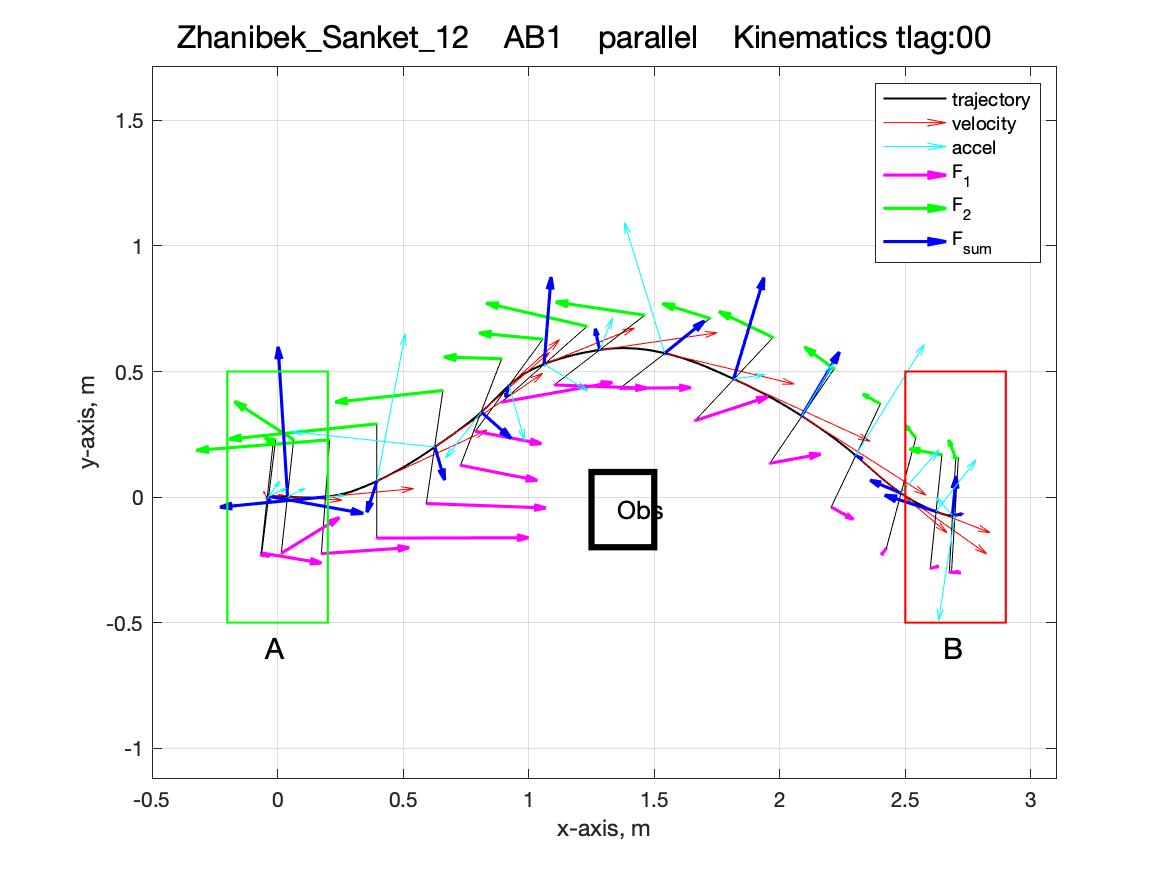 Zhanibek_Sanket_12 AB1 parallel Kinematics tlag:00
trajectory
velocity
accel
F1
F2
Fsum
1.5
1
0.5
0
-0.5
-1
y-axis, m
Obs
A
B
-0.5 0 0.5 1 1.5 2 2.5 3
x-axis, m